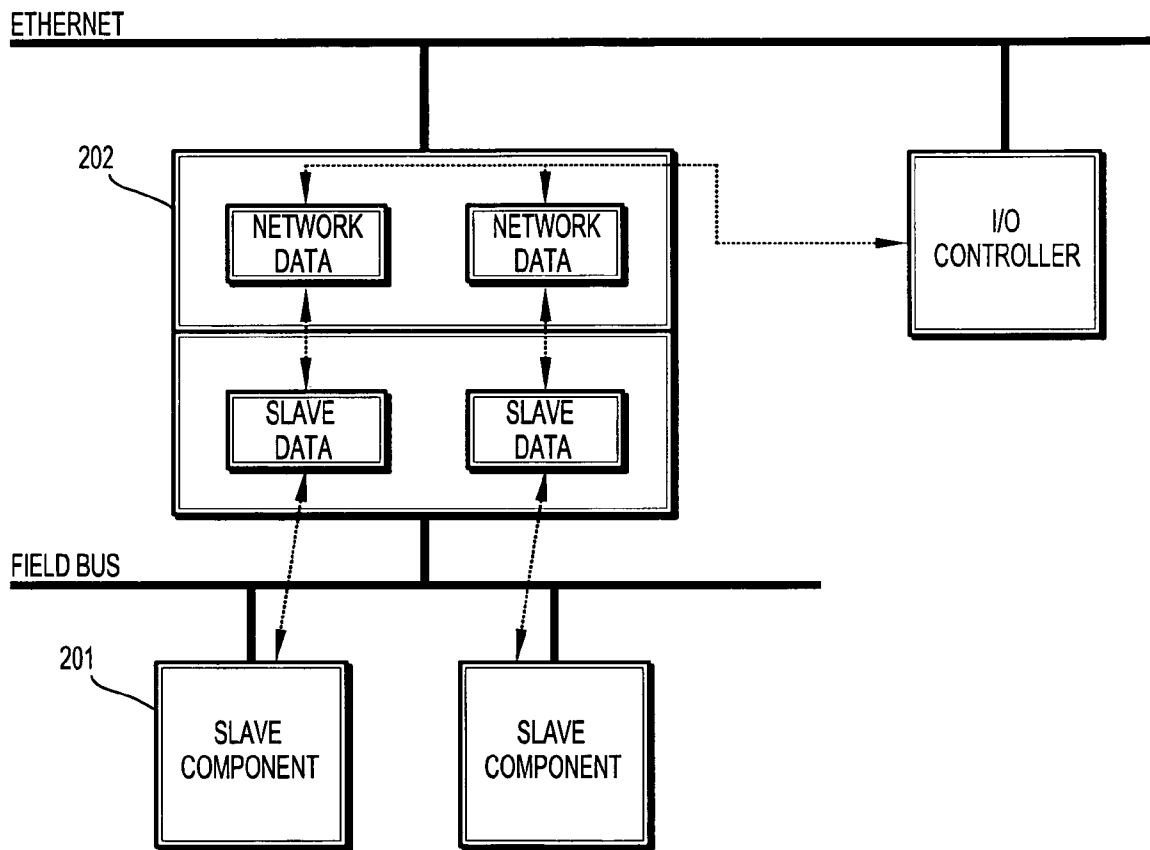 ETHERNET
202
NETWORK
DATA
NETWORK
DATA
I/O
CONTROLLER
SLAVE
DATA
SLAVE
DATA
FIELD BUS
201
SLAVE
COMPONENT
SLAVE
COMPONENT